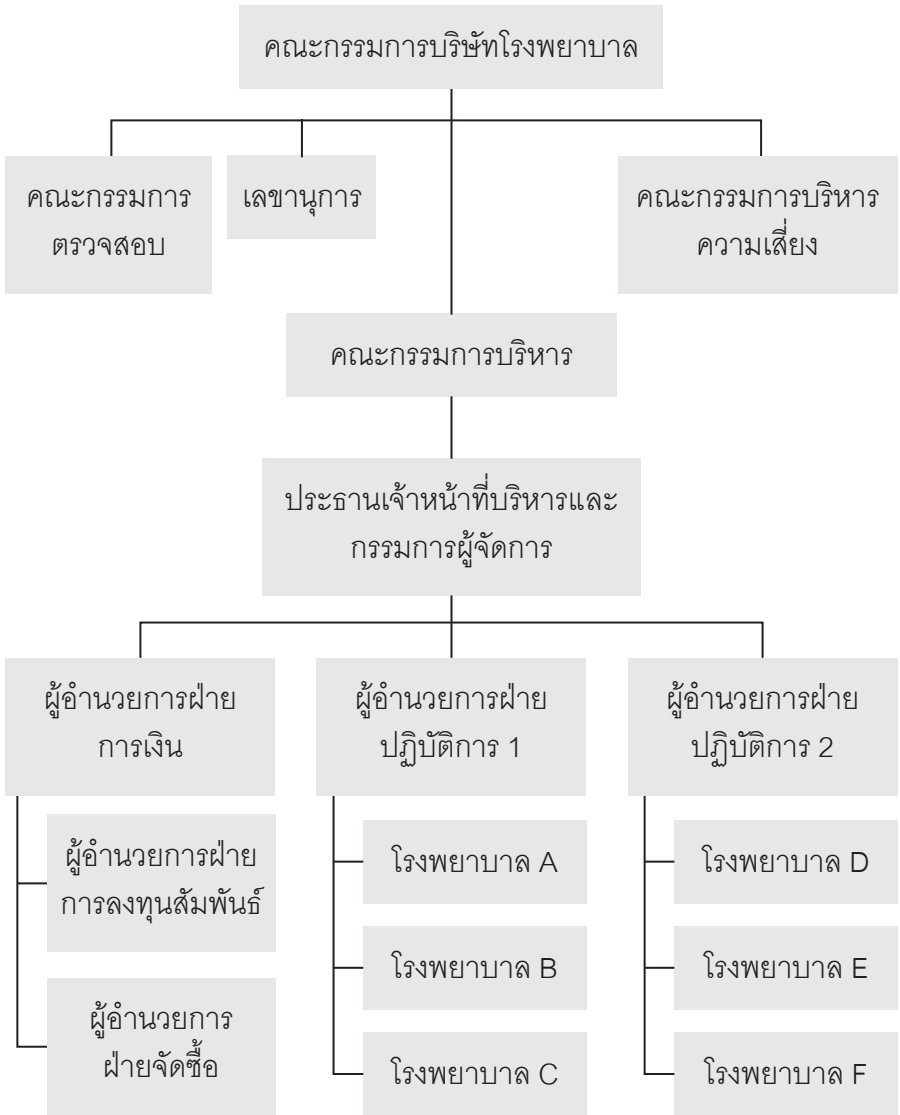 คณะกรรมการบริษัทโรงพยาบาล
คณะกรรมการ
ตรวจสอบ
เลขานุการ
คณะกรรมการบริหาร
ความเสี่ยง
คณะกรรมการบริหาร
ประธานเจ้าหน้าที่บริหารและ
กรรมการผู้จัดการ
ผู้อำนวยการฝ่าย
การเงิน
ผู้อำนวยการฝ่าย
การลงทุนสัมพันธ์
ผู้อำนวยการ
ฝ่ายจัดซื้อ
ผู้อำนวยการฝ่าย
ปฏิบัติการ 1
โรงพยาบาล A
โรงพยาบาล B
โรงพยาบาล C
ผู้อำนวยการฝ่าย
ปฏิบัติการ 2
โรงพยาบาล D
โรงพยาบาล E
โรงพยาบาล F